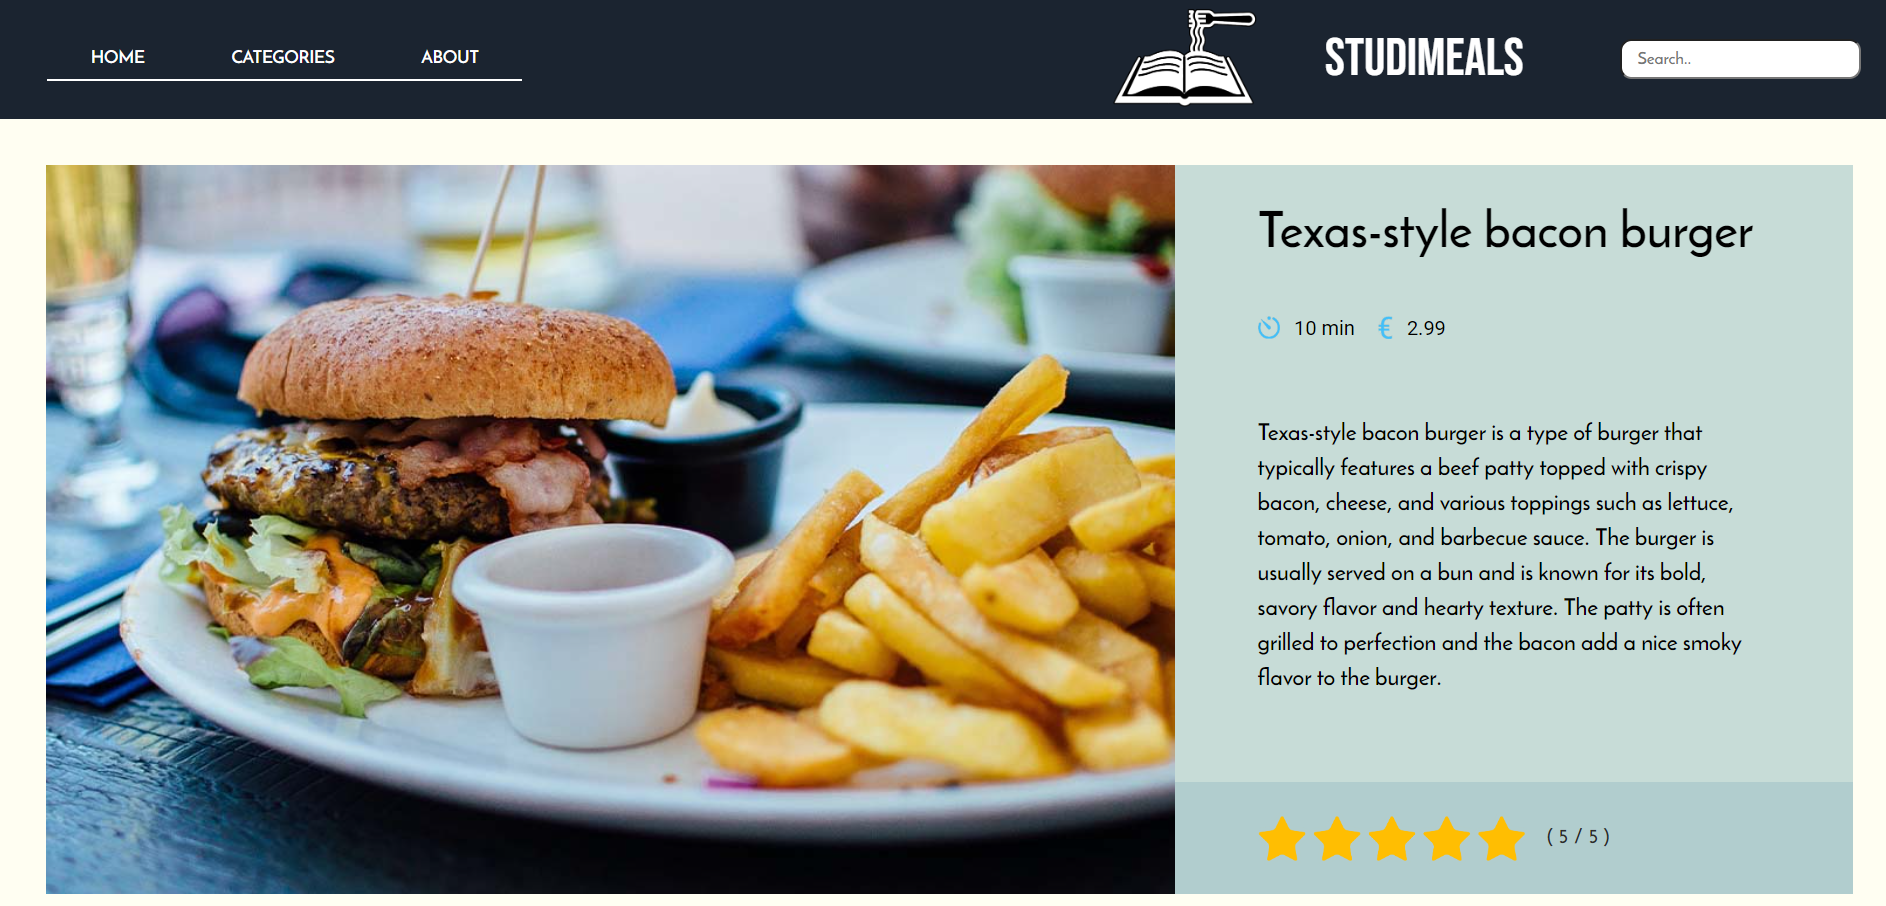 HOME
CATEGORIES
ABOUT
STUDIMEALS
Search..
Texas-style bacon burger
10 min € 2.99
Texas-style bacon burger is a type of burger that
typically features a beef patty topped with crispy
bacon, cheese, and various toppings such as lettuce,
tomato, onion, and barbecue sauce. The burger is
usually served on a bun and is known for its bold,
savory flavor and hearty texture. The patty is often
grilled to perfection and the bacon add a nice smoky
flavor to the burger.
( 5 / 5 )